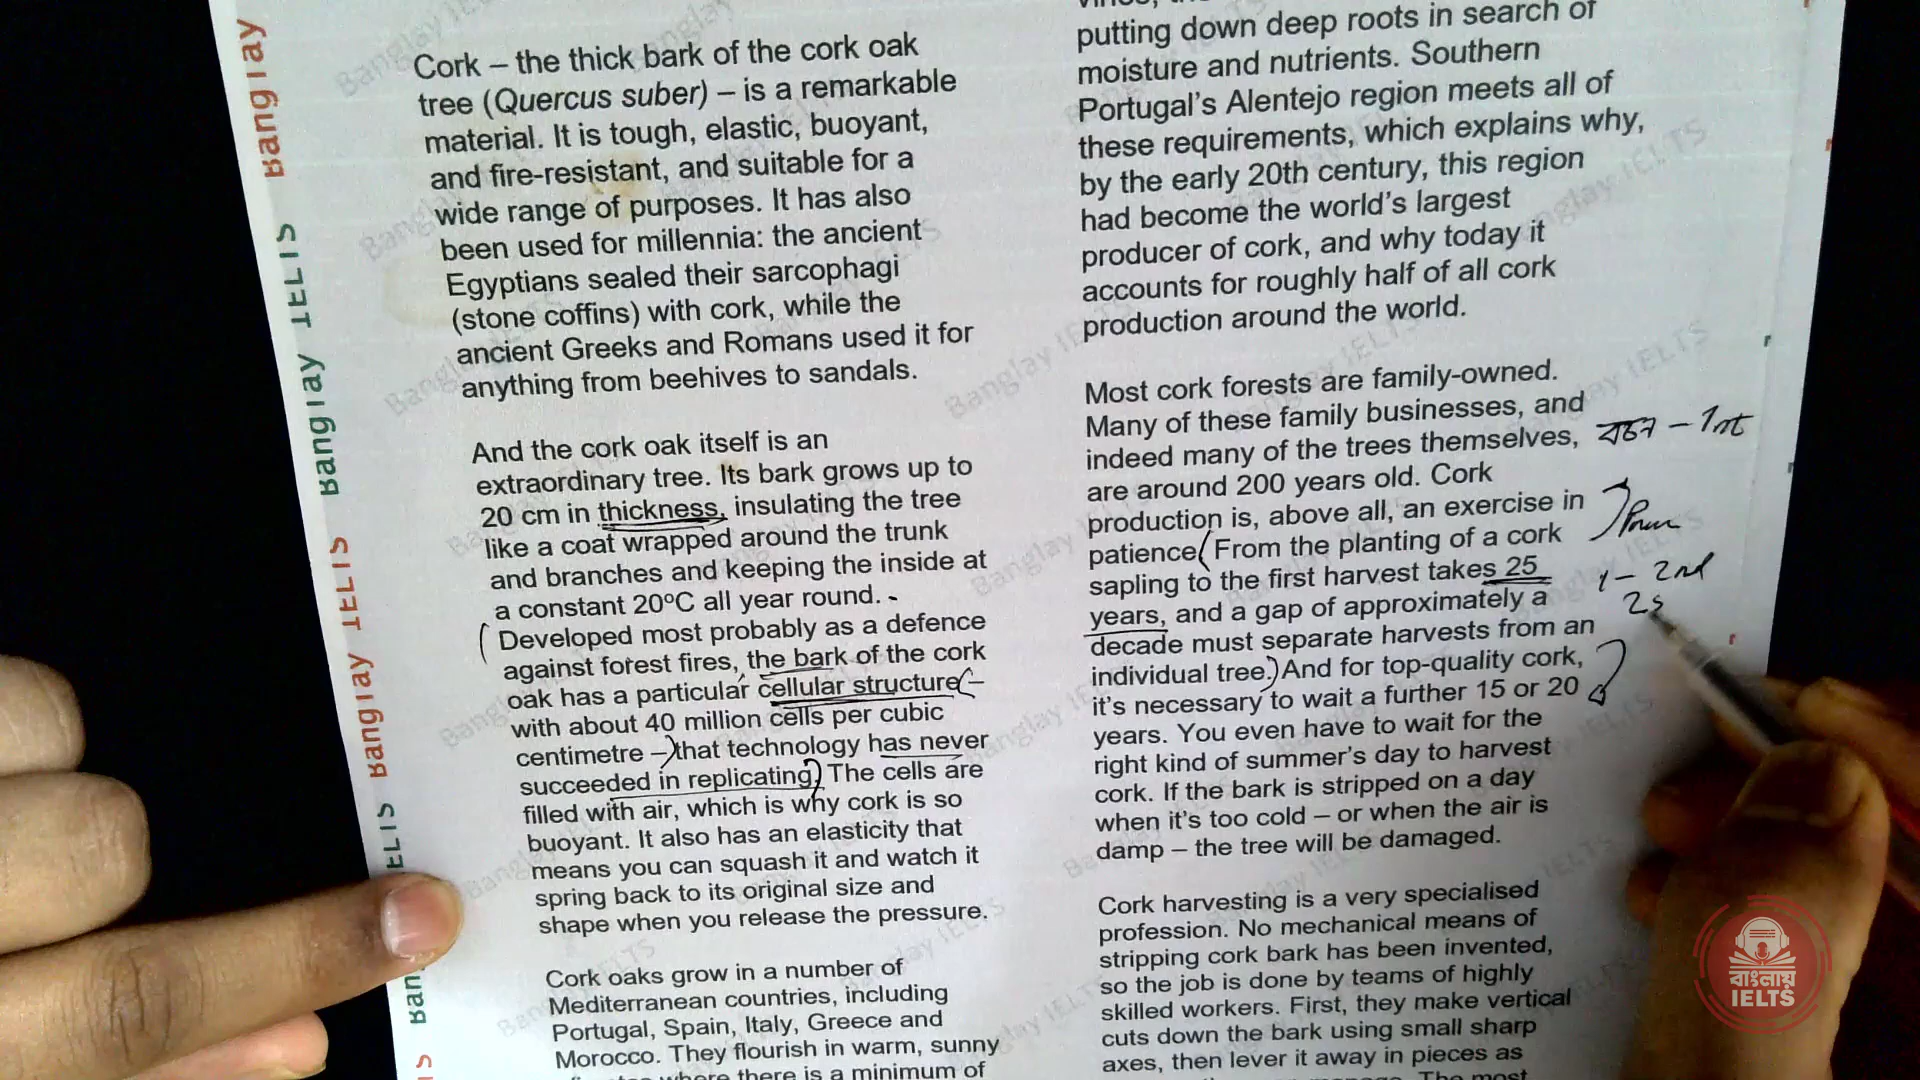 Cork – the thick bark of the cork oak
tree (Quercus suber) – is a remarkable
material. It is tough, elastic, buoyant,
and fire-resistant, and suitable for a
wide range of purposes. It has also
been used for millennia: the ancient
Egyptians sealed their sarcophagi
(stone coffins) with cork, while the
ancient Greeks and Romans used it for
anything from beehives to sandals.
And the cork oak itself is an
extraordinary tree. Its bark grows up to
20 cm in thickness, insulating the tree
like a coat wrapped around the trunk
and branches and keeping the inside at
a constant 20ºC all year round.
Developed most probably as a defence
against forest fires, the bark of the cork
oak has a particular cellular structure –
with about 40 million cells per cubic
centimetre – that technology has never
succeeded in replicating. The cells are
filled with air, which is why cork is so
buoyant. It also has an elasticity that
means you can squash it and watch it
spring back to its original size and
shape when you release the pressure.
Cork oaks grow in a number of
Mediterranean countries, including
Portugal, Spain, Italy, Greece and
Morocco. They flourish in warm, sunny
where there is a minimum of
putting down deep roots in search of
moisture and nutrients. Southern
Portugal's Alentejo region meets all of
these requirements, which explains why,
by the early 20th century, this region
had become the world's largest
producer of cork, and why today it
accounts for roughly half of all cork
production around the world.
Most cork forests are family-owned.
Many of these family businesses, and
indeed many of the trees themselves,
are around 200 years old. Cork
production is, above all, an exercise in
patience. From the planting of a cork
sapling to the first harvest takes 25
years, and a gap of approximately a
decade must separate harvests from an
individual tree. And for top-quality cork,
it's necessary to wait a further 15 or 20
years. You even have to wait for the
right kind of summer's day to harvest
cork. If the bark is stripped on a day
when it's too cold – or when the air is
damp – the tree will be damaged.
Cork harvesting is a very specialised
profession. No mechanical means of
stripping cork bark has been invented,
so the job is done by teams of highly
skilled workers. First, they make vertical
cuts down the bark using small sharp
axes, then lever it away in pieces as
- 1st
1 - 2nd
25
Banglay IELTS Banglay IELTS Banglay IELTS Banglay
বাংলায়
IELTS